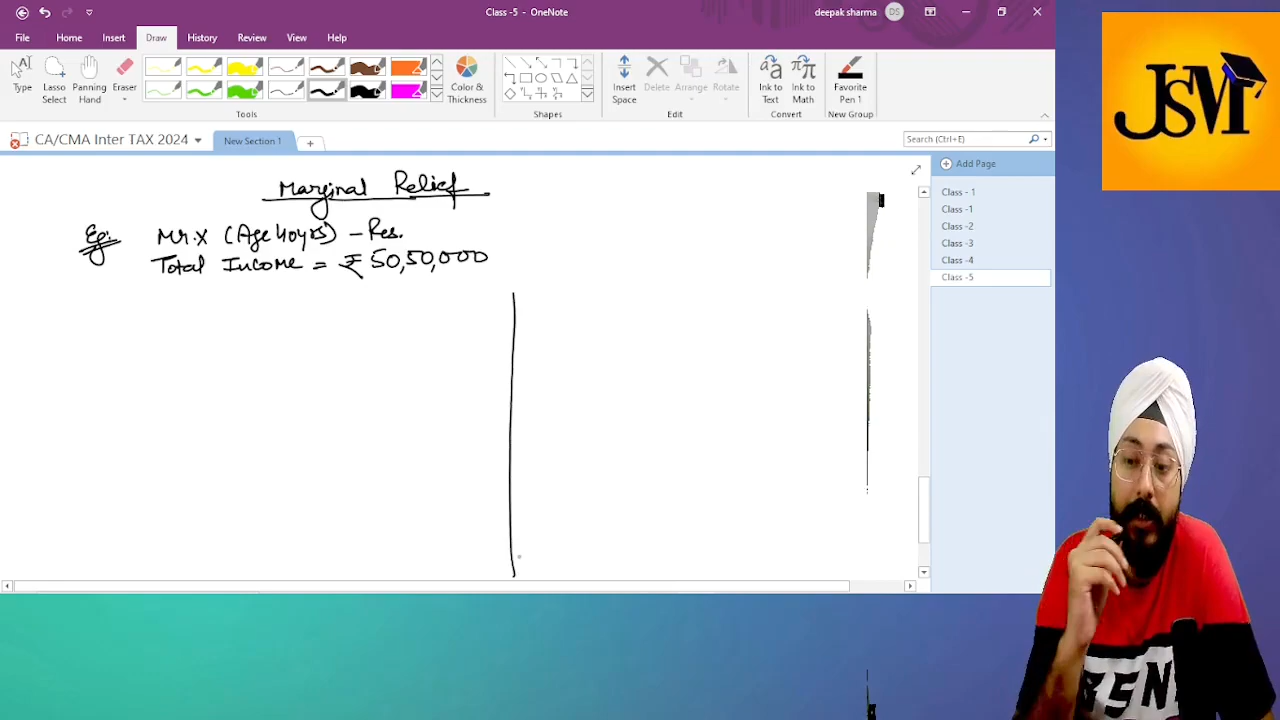 Class -5 - OneNote
deepak sharma
DS
File
Home
Insert
Draw
History
Review
View
Help
Type
Lasso Select
Panning Hand
Eraser
Color & Thickness
Insert Space
Delete
Arrange
Rotate
Ink to Text
Ink to Math
Favorite Pen 1
Tools
Shapes
Edit
Convert
New Group
CA/CMA Inter TAX 2024
New Section 1
Search (Ctrl+E)
Add Page
Class - 1
Class -1
Class -2
Class -3
Class -4
Class -5
Marginal Relief
Eg: Mr. X (Age 40 yrs) - Res.
Total Income = ₹ 50,50,000
JSM